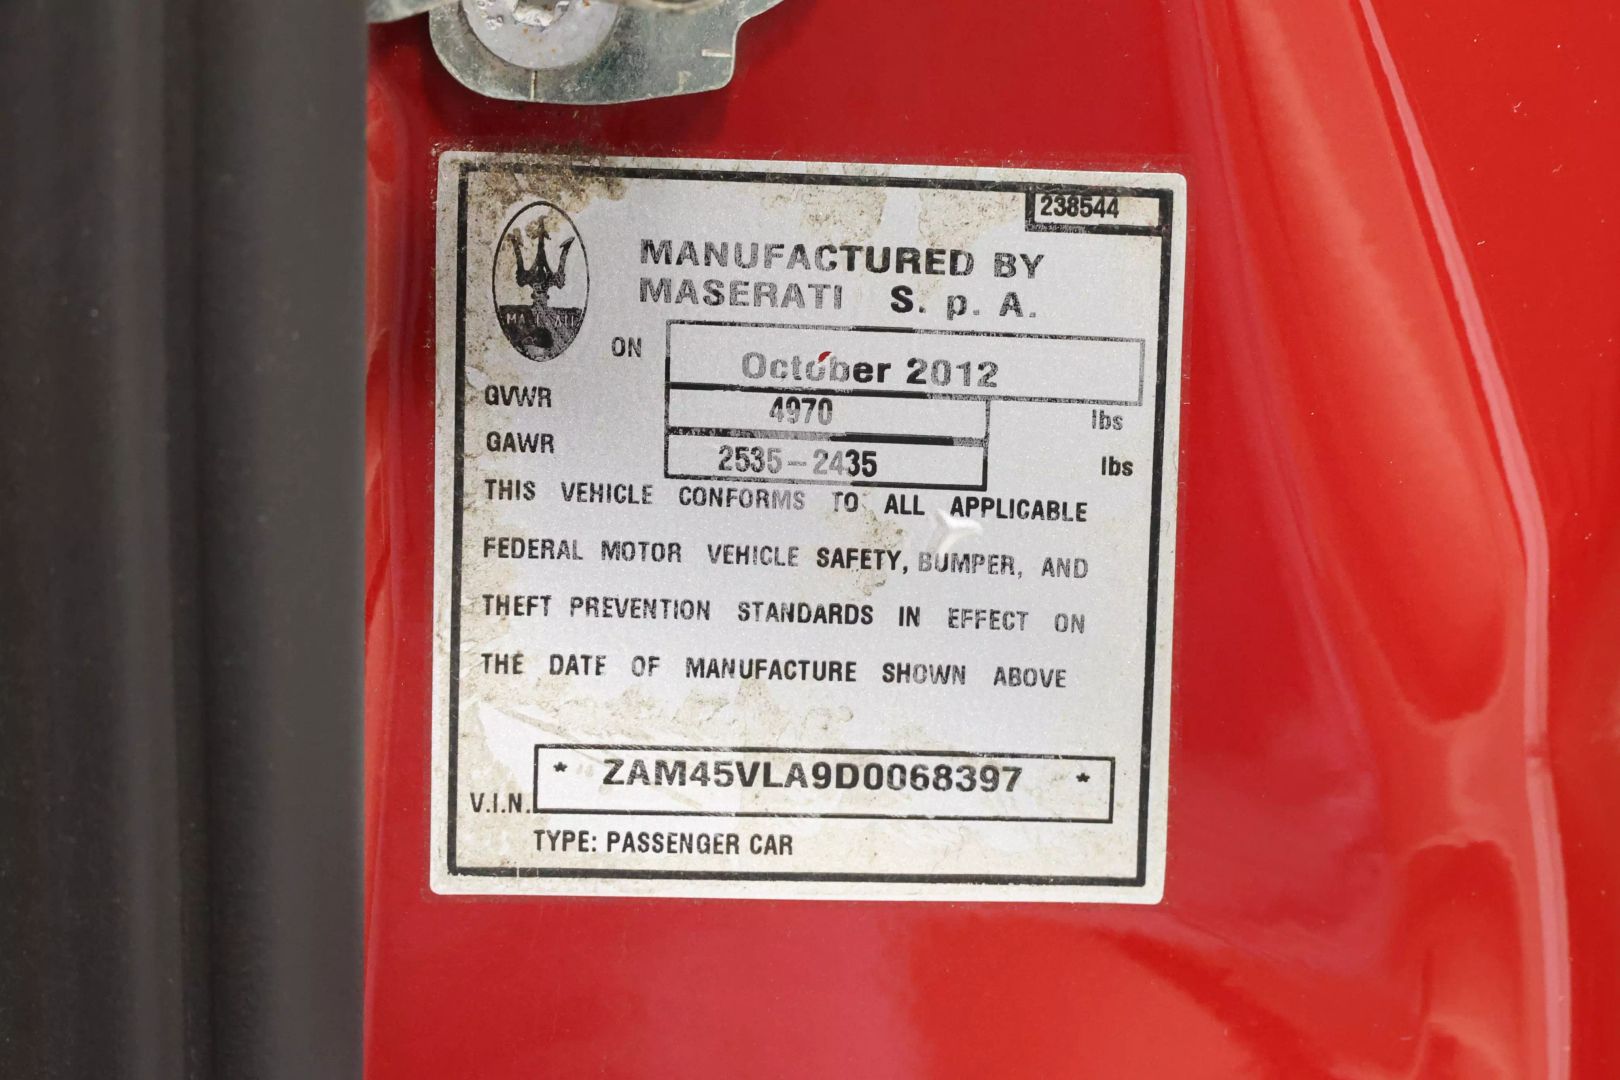 238544
MANUFACTURED BY
MASERATI S. p. A.
ON October 2012
GVWR 4970 lbs
GAWR 2535-2435 lbs
THIS VEHICLE CONFORMS TO ALL APPLICABLE
FEDERAL MOTOR VEHICLE SAFETY, BUMPER, AND
THEFT PREVENTION STANDARDS IN EFFECT ON
THE DATE OF MANUFACTURE SHOWN ABOVE
V.I.N. * ZAM45VLA9D0068397 *
TYPE: PASSENGER CAR